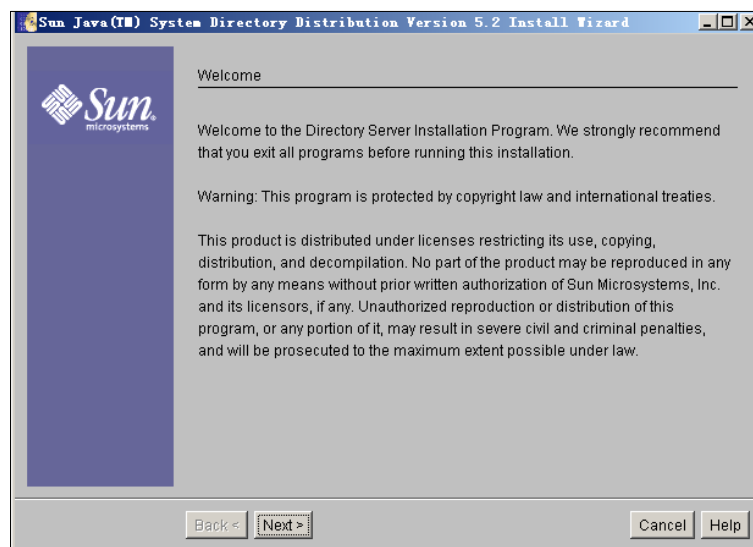 Sun Java(TM) System Directory Distribution Version 5.2 Install Wizard
Sun
microsystems
Welcome
Welcome to the Directory Server Installation Program. We strongly recommend
that you exit all programs before running this installation.
Warning: This program is protected by copyright law and international treaties.
This product is distributed under licenses restricting its use, copying,
distribution, and decompilation. No part of the product may be reproduced in any
form by any means without prior written authorization of Sun Microsystems, Inc.
and its licensors, if any. Unauthorized reproduction or distribution of this
program, or any portion of it, may result in severe civil and criminal penalties,
and will be prosecuted to the maximum extent possible under law.
Back < Next > Cancel Help